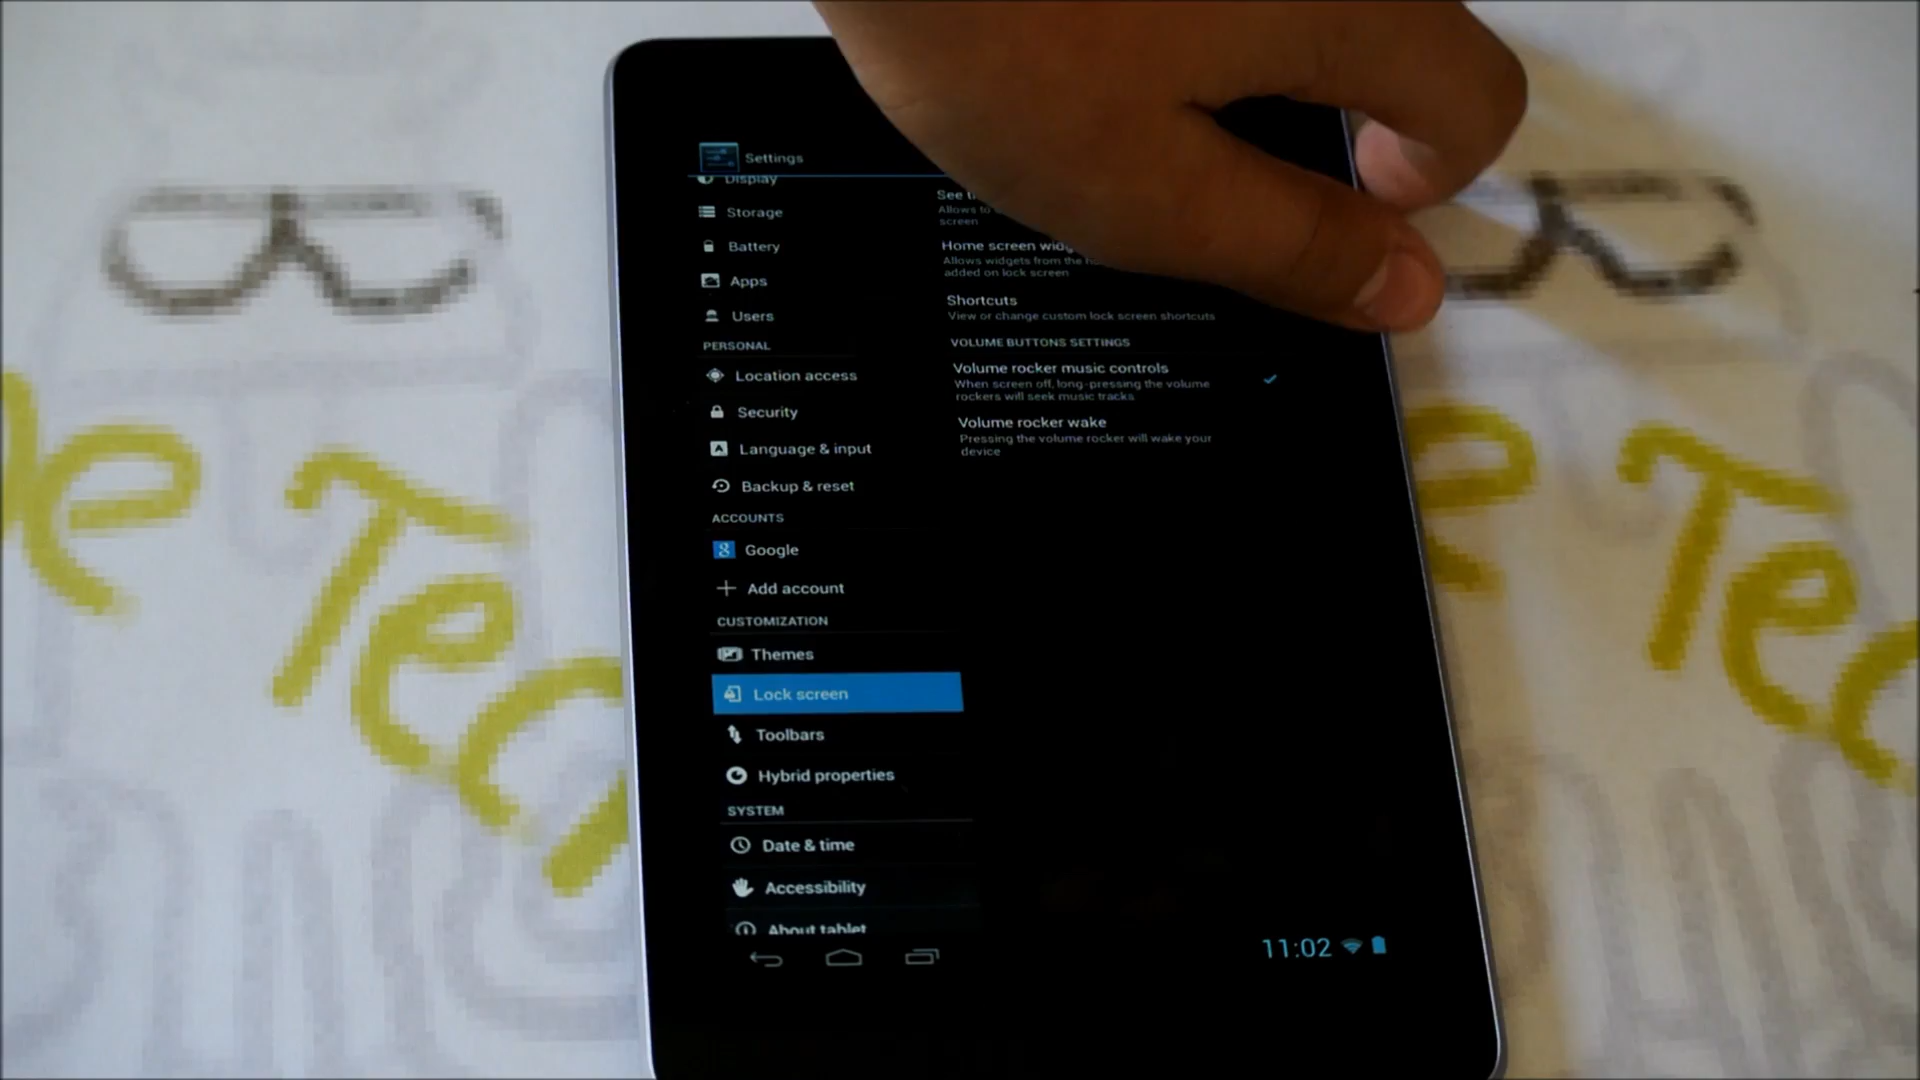 Settings
Display
Storage
Battery
Apps
Users
PERSONAL
Location access
Security
Language & input
Backup & reset
ACCOUNTS
Google
Add account
CUSTOMIZATION
Themes
Lock screen
Toolbars
Hybrid properties
SYSTEM
Date & time
Accessibility
About tablet
See
Allows to
screen
Home screen
Allows widgets from the
added on lock screen
Shortcuts
View or change custom lock screen shortcuts
VOLUME BUTTONS SETTINGS
Volume rocker music controls
When screen off, long-pressing the volume
rockers will seek music tracks
Volume rocker wake
Pressing the volume rocker will wake your
device
11:02